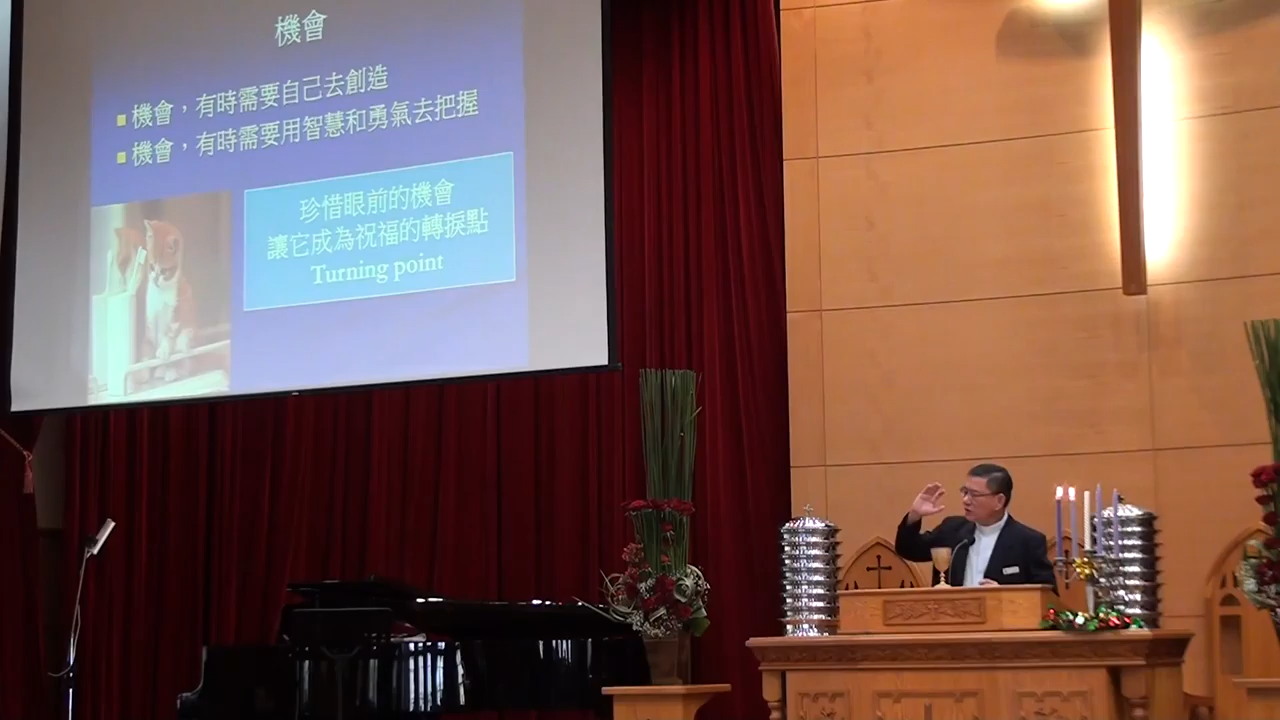 機會
機會，有時需要自己去創造
機會，有時需要用智慧和勇氣去把握
珍惜眼前的機會
讓它成為祝福的轉捩點
Turning point